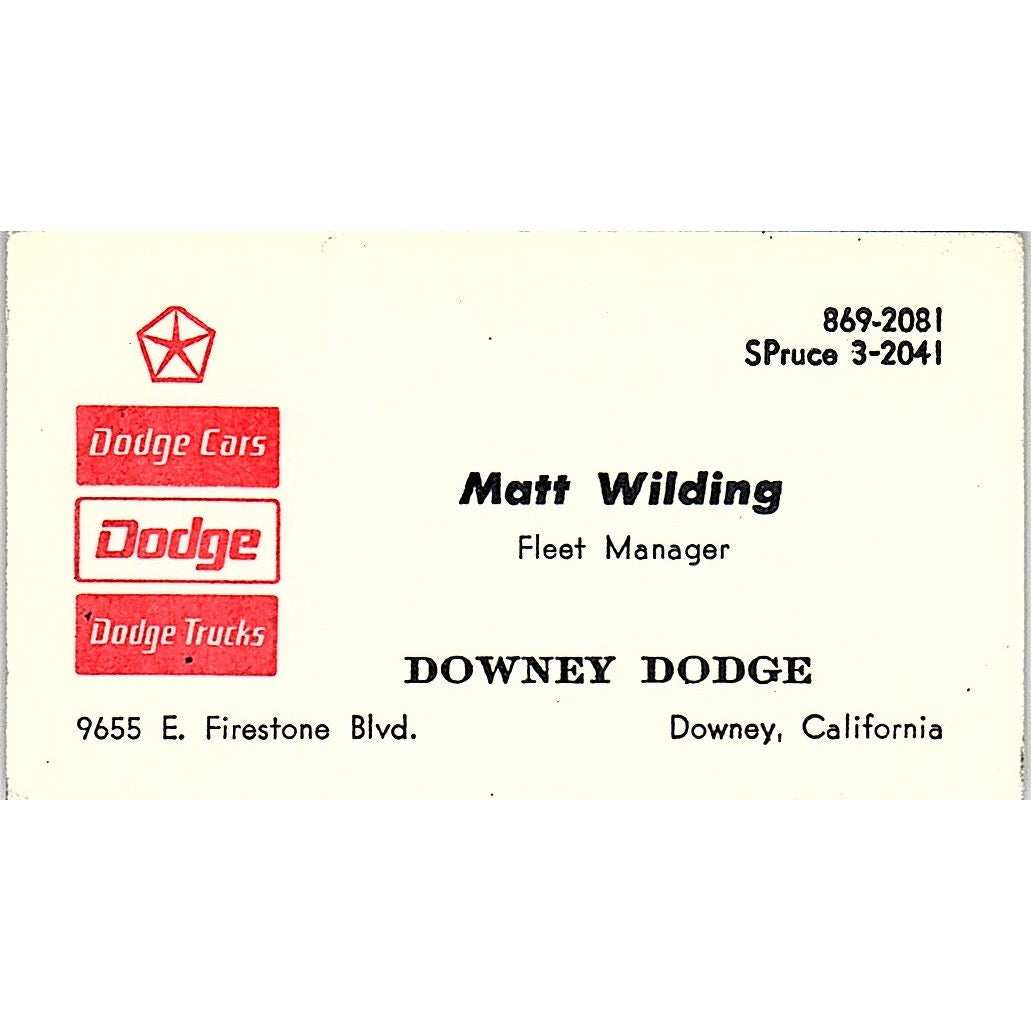 869-2081
SPruce 3-2041
Dodge Cars
Dodge
Dodge Trucks
Matt Wilding
Fleet Manager
DOWNEY DODGE
9655 E. Firestone Blvd. Downey, California